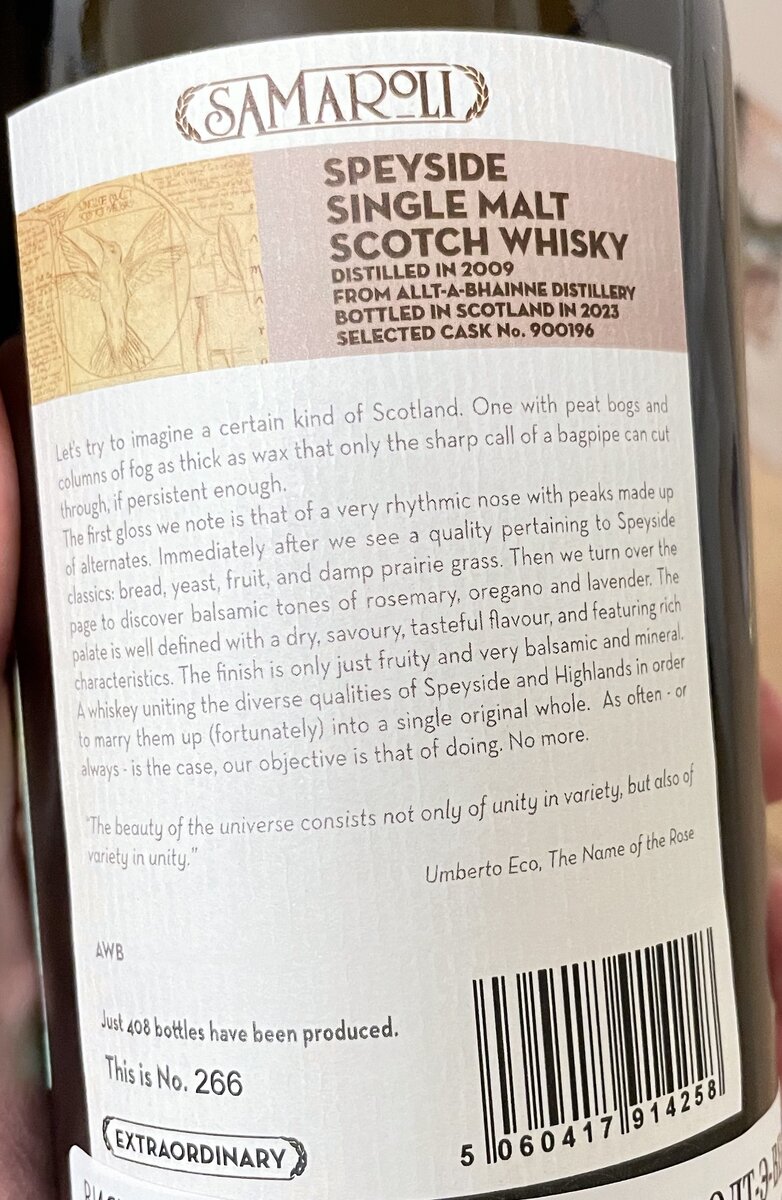 SAMAROLI
SPEYSIDE
SINGLE MALT
SCOTCH WHISKY
DISTILLED IN 2009
FROM ALLT-A-BHAINNE DISTILLERY
BOTTLED IN SCOTLAND IN 2023
SELECTED CASK No. 900196
Let's try to imagine a certain kind of Scotland. One with peat bogs and
columns of fog as thick as wax that only the sharp call of a bagpipe can cut
through, if persistent enough.
The first gloss we note is that of a very rhythmic nose with peaks made up
of alternates. Immediately after we see a quality pertaining to Speyside
classics: bread, yeast, fruit, and damp prairie grass. Then we turn over the
page to discover balsamic tones of rosemary, oregano and lavender. The
palate is well defined with a dry, savoury, tasteful flavour, and featuring rich
characteristics. The finish is only just fruity and very balsamic and mineral.
A whiskey uniting the diverse qualities of Speyside and Highlands in order
to marry them up (fortunately) into a single original whole. As often - or
always - is the case, our objective is that of doing. No more.
"The beauty of the universe consists not only of unity in variety, but also of
variety in unity."
Umberto Eco, The Name of the Rose
AWB
Just 408 bottles have been produced.
This is No. 266
EXTRAORDINARY
5 060417 914258